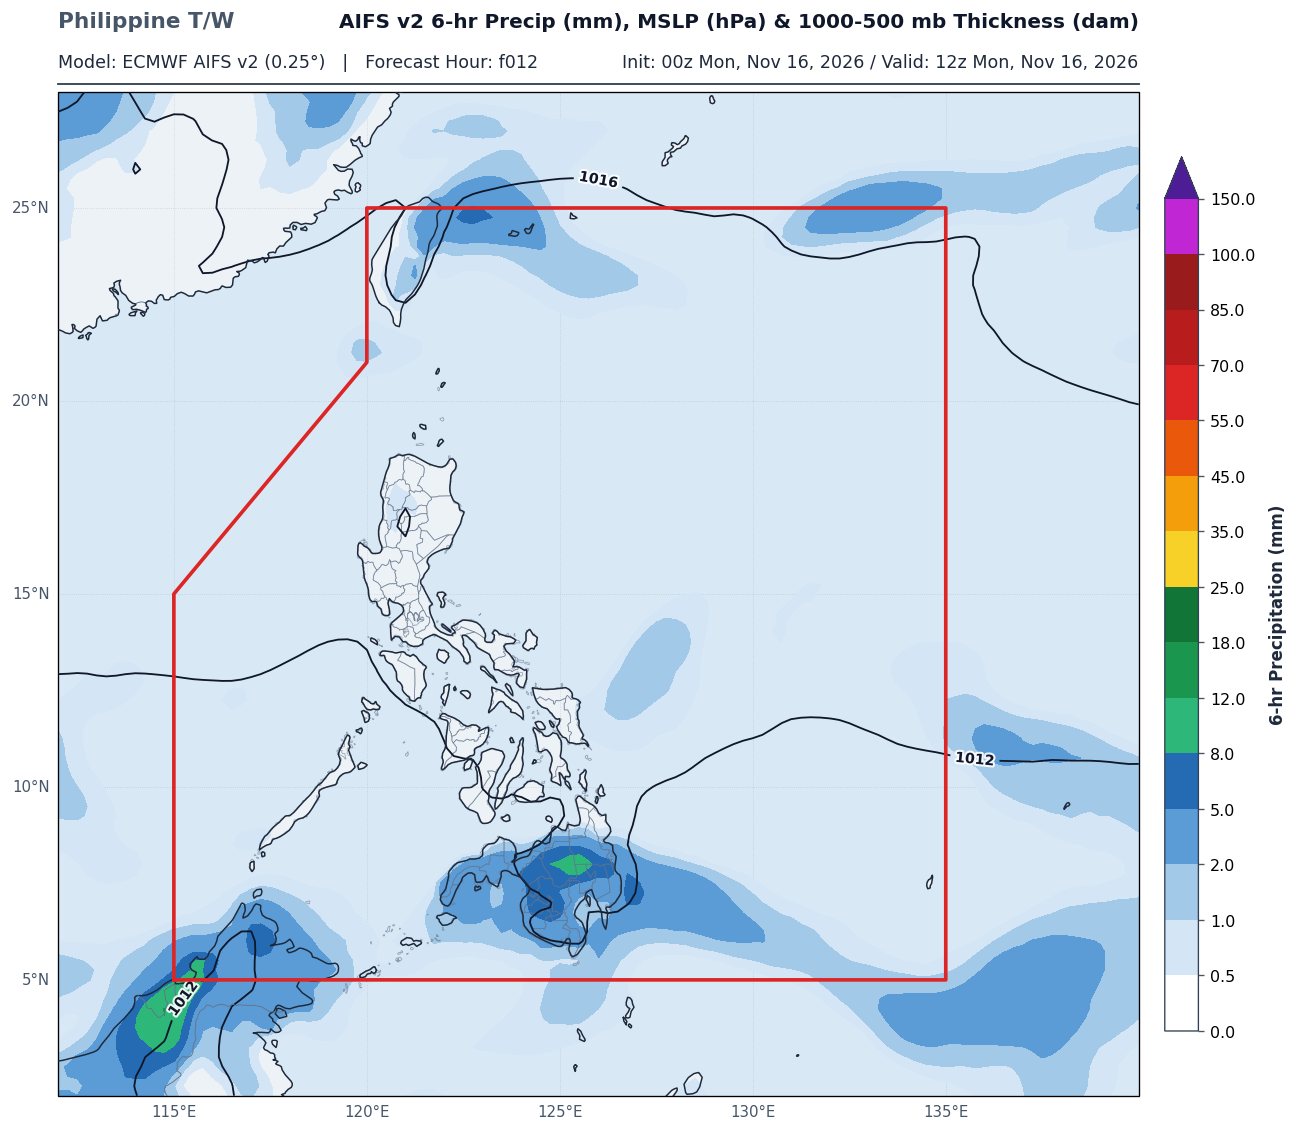 Philippine T/W
AIFS v2 6-hr Precip (mm), MSLP (hPa) & 1000-500 mb Thickness (dam)
Model: ECMWF AIFS v2 (0.25°) | Forecast Hour: f012
Init: 00z Mon, Nov 16, 2026 / Valid: 12z Mon, Nov 16, 2026
25°N
20°N
15°N
10°N
5°N
1016
1012
1012
115°E
120°E
125°E
130°E
135°E
150.0
100.0
85.0
70.0
55.0
45.0
35.0
25.0
18.0
12.0
8.0
5.0
2.0
1.0
0.5
0.0
6-hr Precipitation (mm)